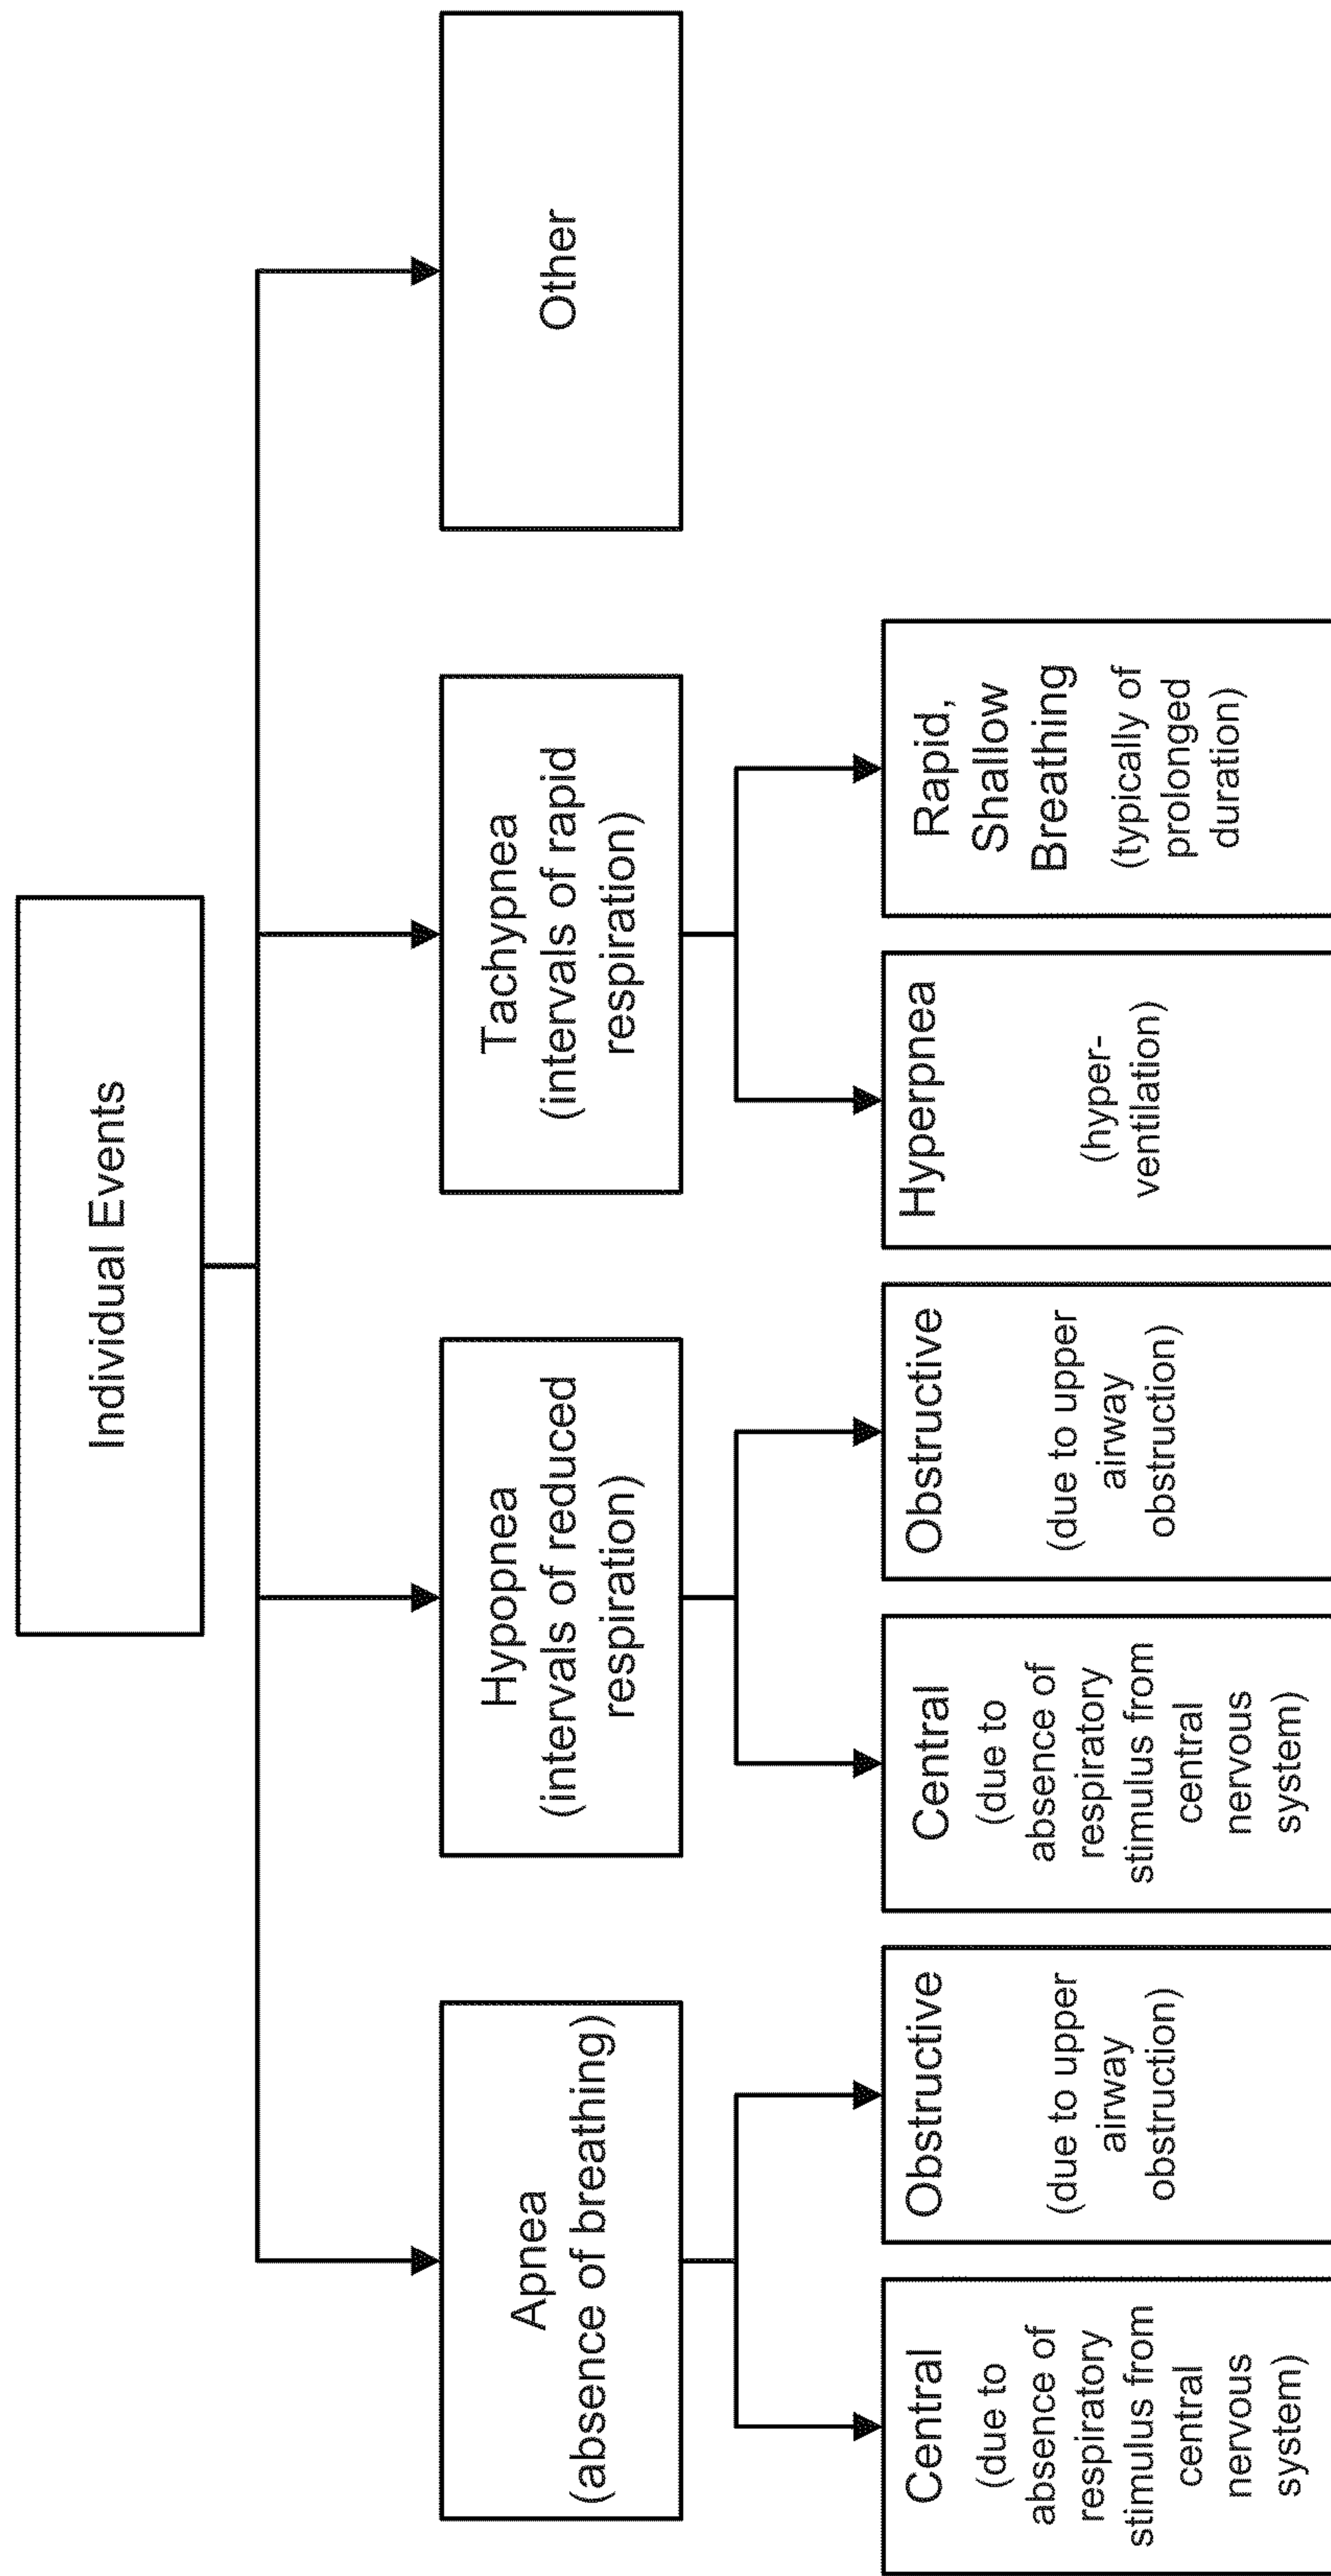 Individual Events
Apnea
(absence of breathing)
Hypopnea
(intervals of reduced
respiration)
Tachypnea
(intervals of rapid
respiration)
Other
Central
(due to
absence of
respiratory
stimulus from
central
nervous
system)
Obstructive
(due to upper
airway
obstruction)
Central
(due to
absence of
respiratory
stimulus from
central
nervous
system)
Obstructive
(due to upper
airway
obstruction)
Hyperpnea
(hyper-
ventilation)
Rapid,
Shallow
Breathing
(typically of
prolonged
duration)